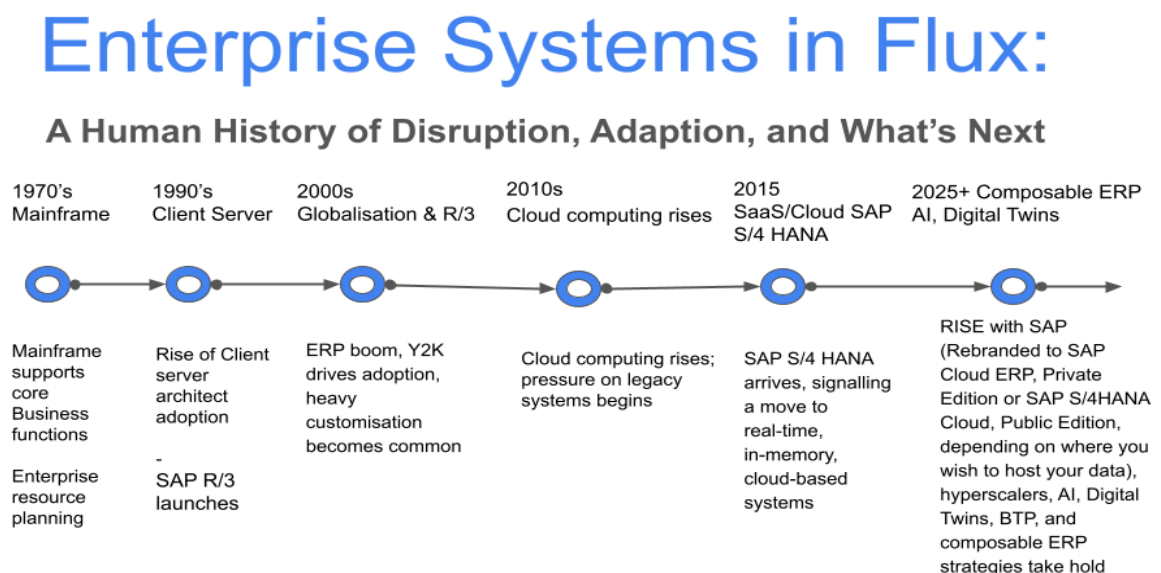 Enterprise Systems in Flux:
A Human History of Disruption, Adaption, and What's Next
1970's
Mainframe
1990's
Client Server
2000s
Globalisation & R/3
2010s
Cloud computing rises
2015
SaaS/Cloud SAP
S/4 HANA
2025+ Composable ERP
AI, Digital Twins
Mainframe
supports
core
Business
functions
Enterprise
resource
planning
Rise of Client
server
architect
adoption
-
SAP R/3
launches
ERP boom, Y2K
drives adoption,
heavy
customisation
becomes common
Cloud computing rises;
pressure on legacy
systems begins
SAP S/4 HANA
arrives, signalling
a move to
real-time,
in-memory,
cloud-based
systems
RISE with SAP
(Rebranded to SAP
Cloud ERP, Private
Edition or SAP S/4HANA
Cloud, Public Edition,
depending on where you
wish to host your data),
hyperscalers, AI, Digital
Twins, BTP, and
composable ERP
strategies take hold